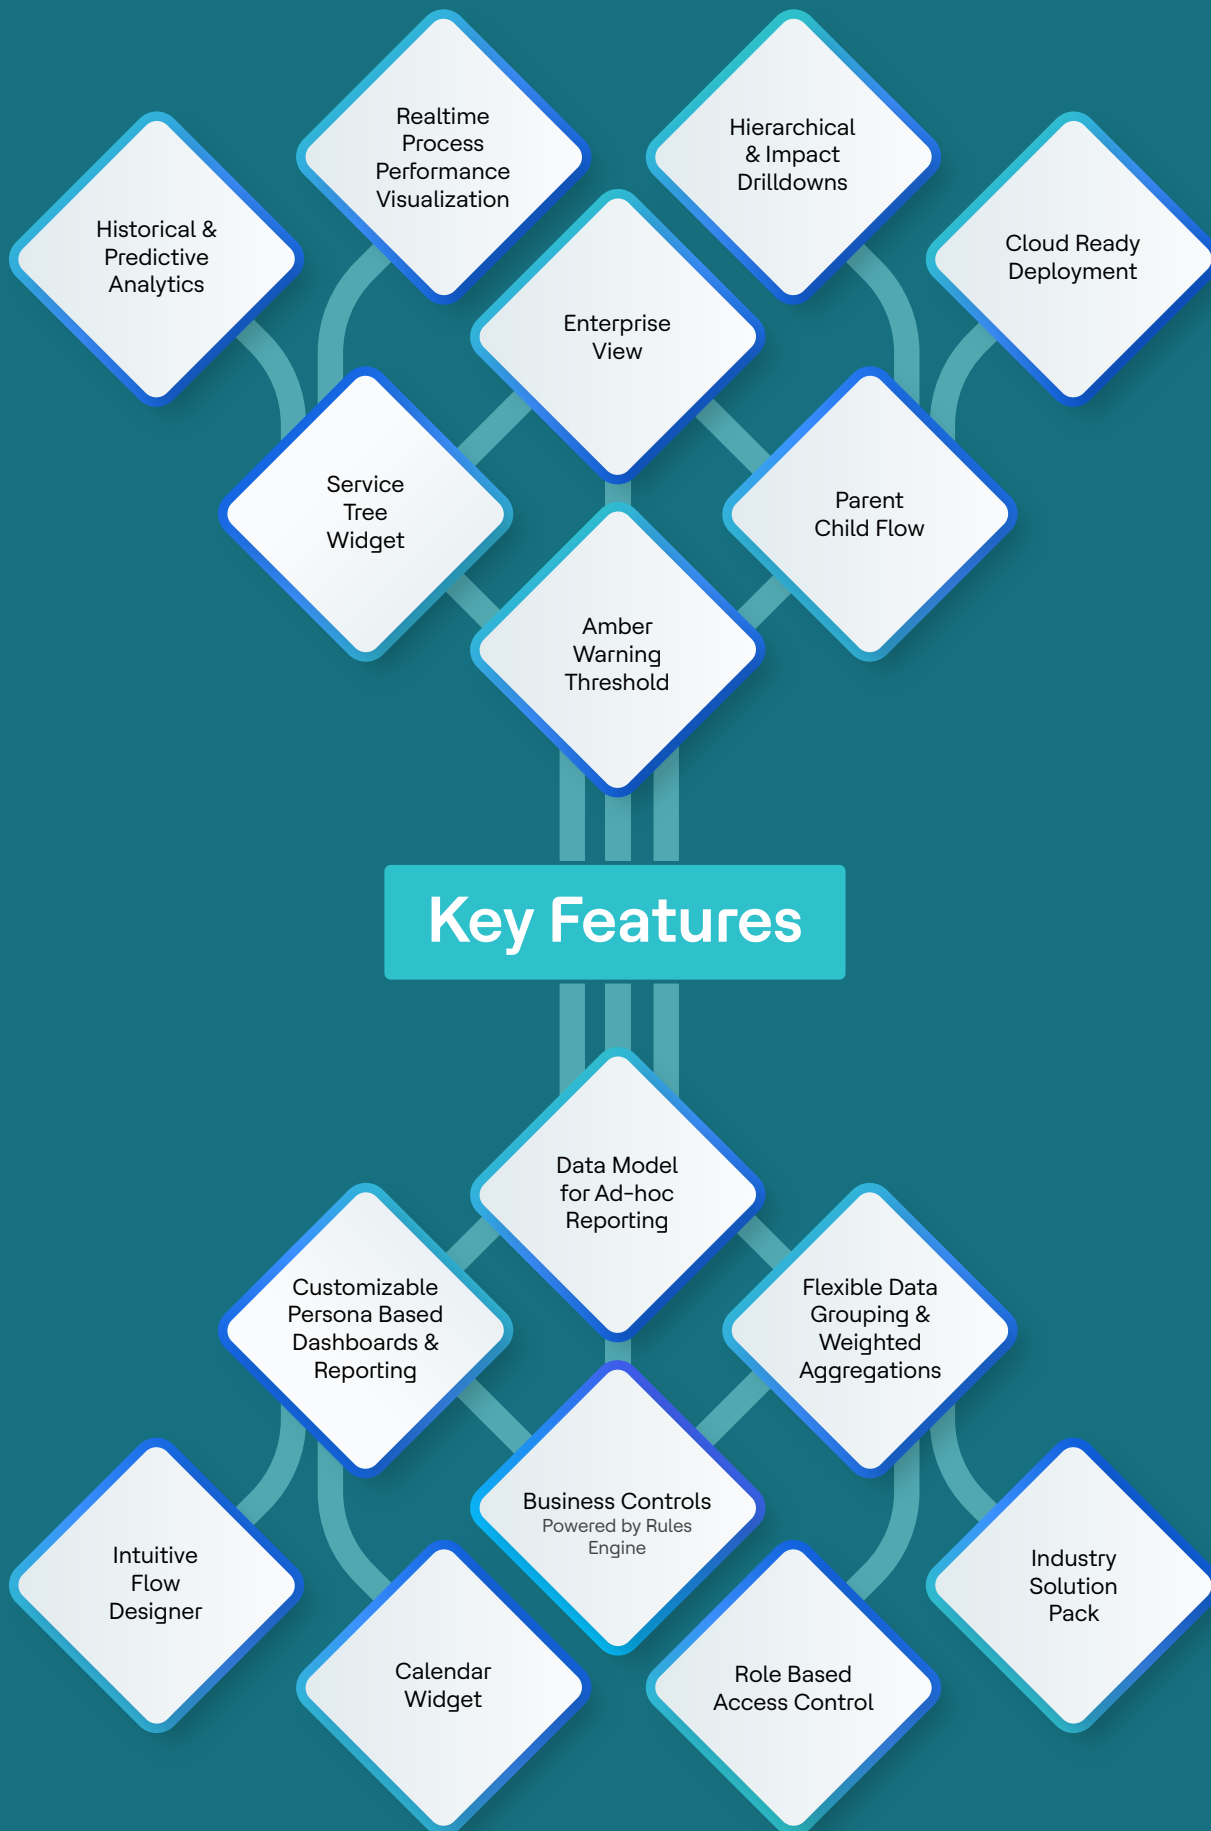 Realtime
Process
Performance
Visualization
Hierarchical
& Impact
Drilldowns
Historical &
Predictive
Analytics
Cloud Ready
Deployment
Enterprise
View
Service
Tree
Widget
Parent
Child Flow
Amber
Warning
Threshold
Key Features
Data Model
for Ad-hoc
Reporting
Customizable
Persona Based
Dashboards &
Reporting
Flexible Data
Grouping &
Weighted
Aggregations
Business Controls
Powered by Rules
Engine
Intuitive
Flow
Designer
Industry
Solution
Pack
Calendar
Widget
Role Based
Access Control